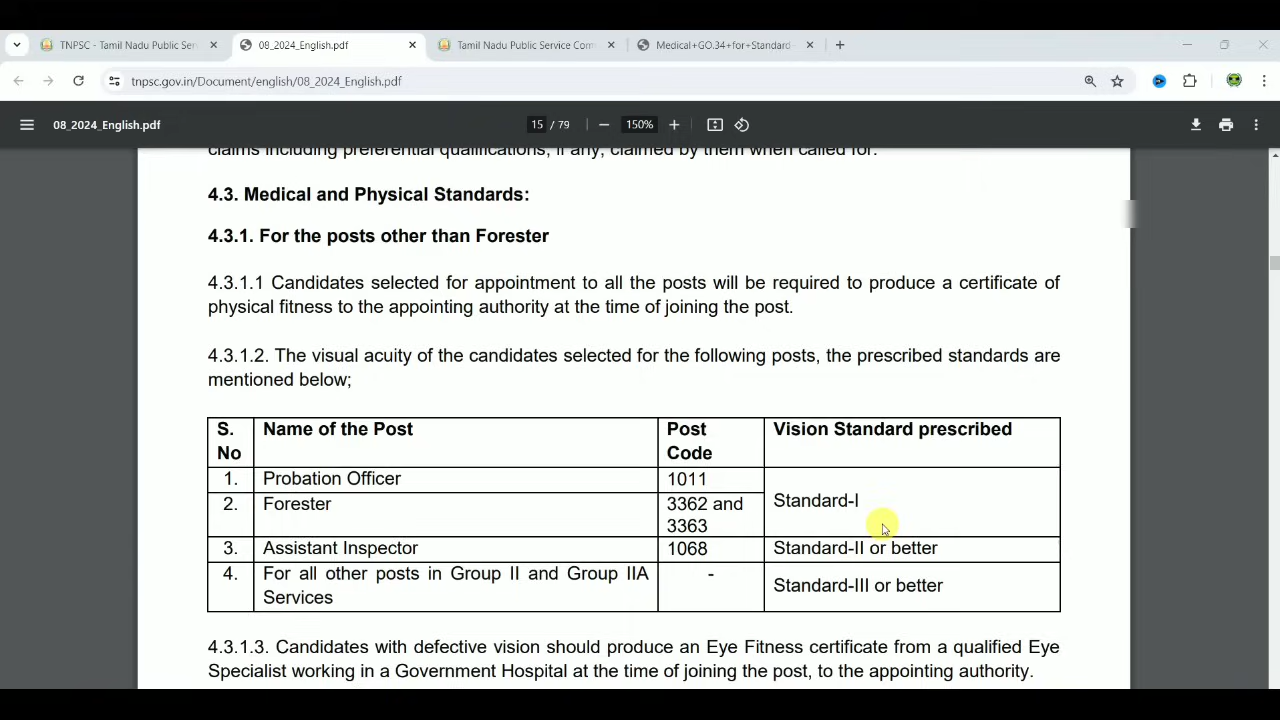 TNPSC - Tamil Nadu Public Ser
08_2024_English.pdf
Tamil Nadu Public Service Com
Medical+GO.34+for+Standard
tnpsc.gov.in/Document/english/08_2024_English.pdf
08_2024_English.pdf
15 / 79
150%
claims including preferential qualifications, if any, claimed by them when called for.
4.3. Medical and Physical Standards:
4.3.1. For the posts other than Forester
4.3.1.1 Candidates selected for appointment to all the posts will be required to produce a certificate of
physical fitness to the appointing authority at the time of joining the post.
4.3.1.2. The visual acuity of the candidates selected for the following posts, the prescribed standards are
mentioned below;
S. No Name of the Post Post Code Vision Standard prescribed
1. Probation Officer 1011 Standard-I
2. Forester 3362 and
3363
3. Assistant Inspector 1068 Standard-II or better
4. For all other posts in Group II and Group IIA - Standard-III or better
Services
4.3.1.3. Candidates with defective vision should produce an Eye Fitness certificate from a qualified Eye
Specialist working in a Government Hospital at the time of joining the post, to the appointing authority.